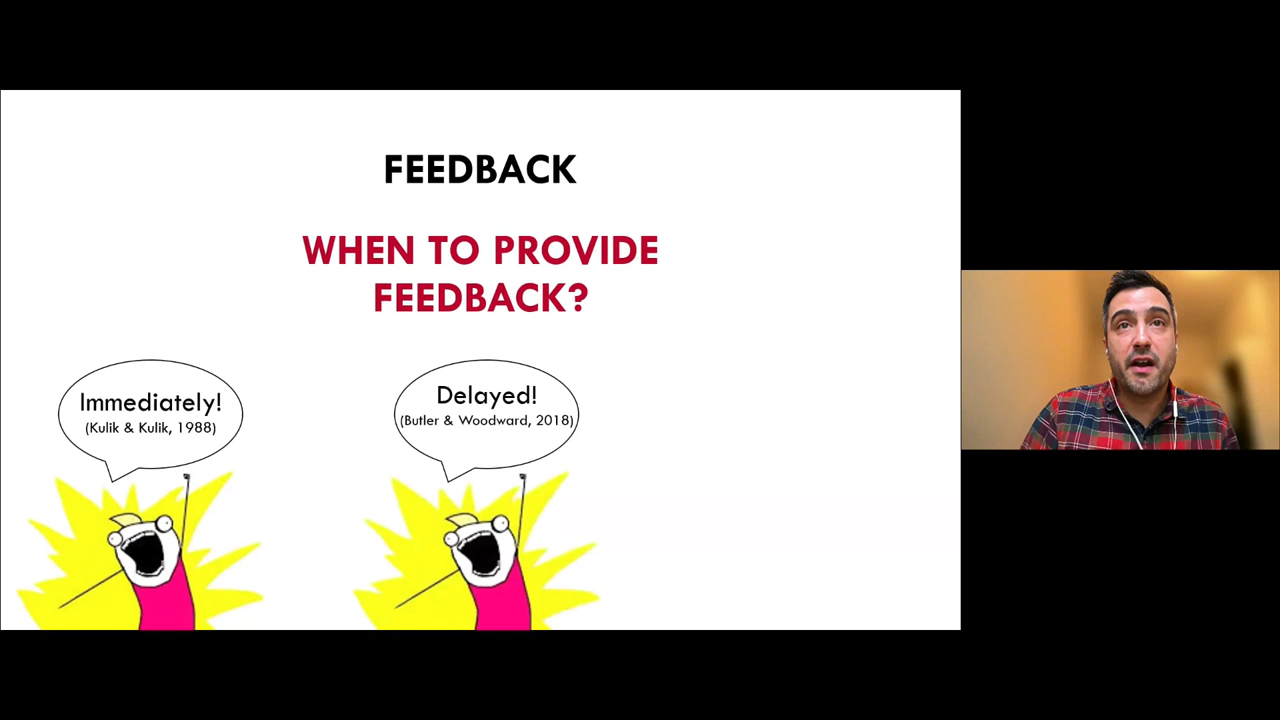 FEEDBACK
WHEN TO PROVIDE
FEEDBACK?
Immediately!
(Kulik & Kulik, 1988)
Delayed!
(Butler & Woodward, 2018)